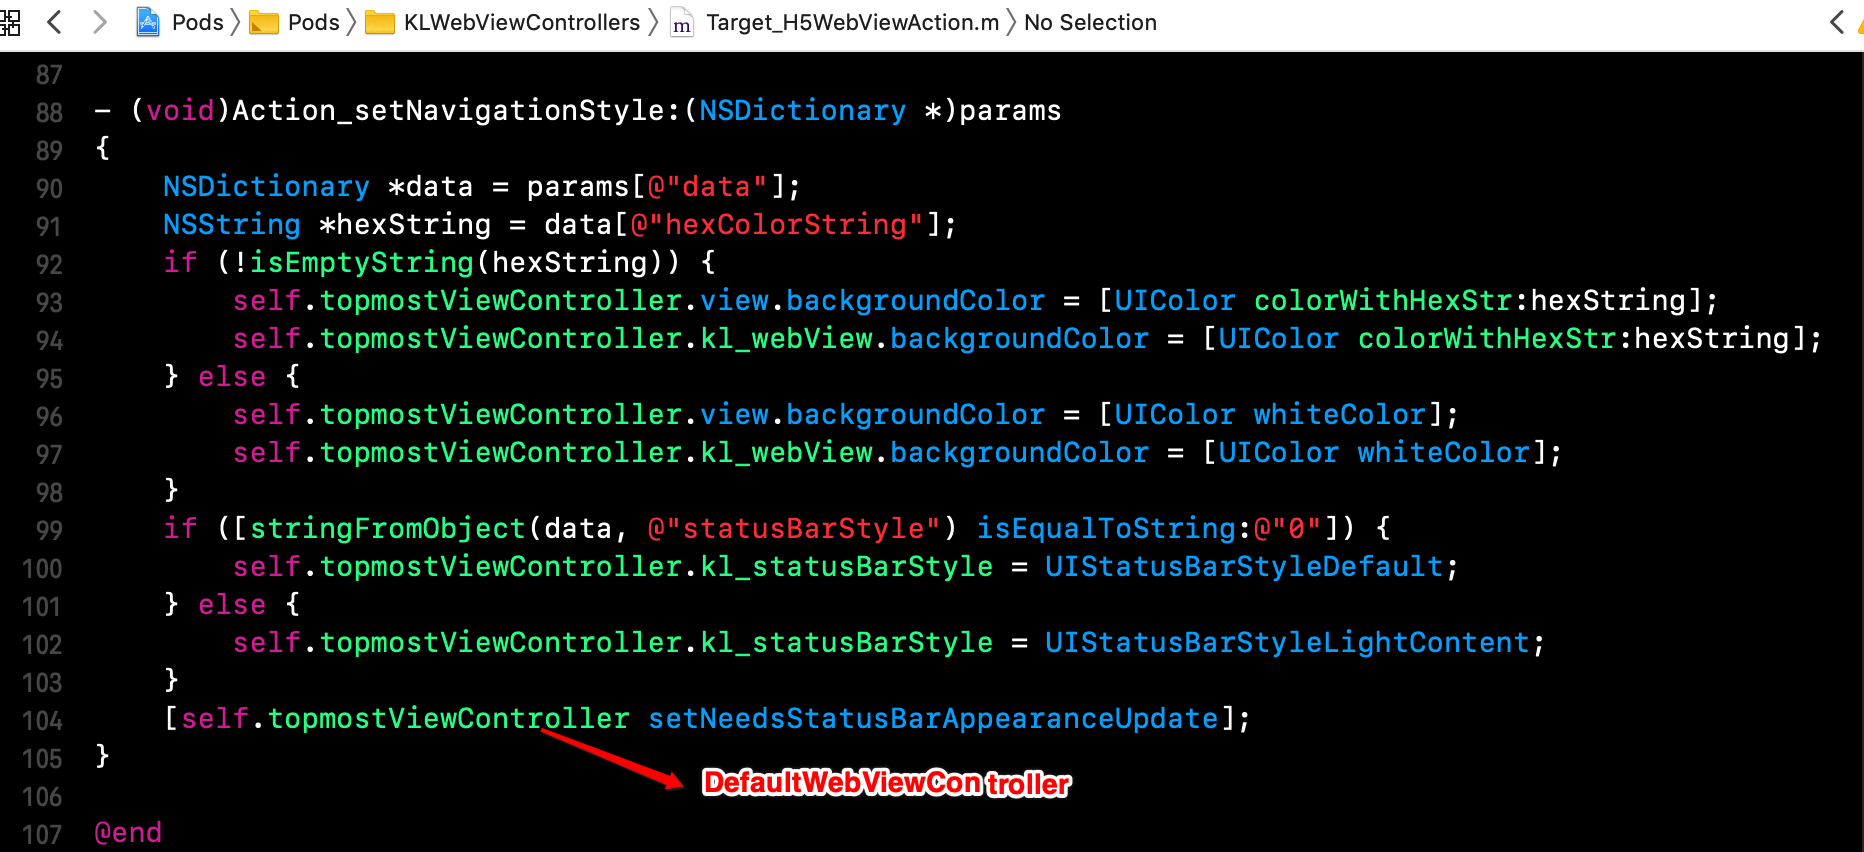 Pods Pods KLWebViewControllers m Target_H5WebViewAction.m No Selection
87
88 - (void)Action_setNavigationStyle:(NSDictionary *)params
89 {
90     NSDictionary *data = params[@"data"];
91     NSString *hexString = data[@"hexColorString"];
92     if (!isEmptyString(hexString)) {
93         self.topmostViewController.view.backgroundColor = [UIColor colorWithHexStr:hexString];
94         self.topmostViewController.kl_webView.backgroundColor = [UIColor colorWithHexStr:hexString];
95     } else {
96         self.topmostViewController.view.backgroundColor = [UIColor whiteColor];
97         self.topmostViewController.kl_webView.backgroundColor = [UIColor whiteColor];
98     }
99     if ([stringFromObject(data, @"statusBarStyle") isEqualToString:@"0"]) {
100         self.topmostViewController.kl_statusBarStyle = UIStatusBarStyleDefault;
101     } else {
102         self.topmostViewController.kl_statusBarStyle = UIStatusBarStyleLightContent;
103     }
104     [self.topmostViewController setNeedsStatusBarAppearanceUpdate];
105 }
DefaultWebViewCon troller
106
107 @end